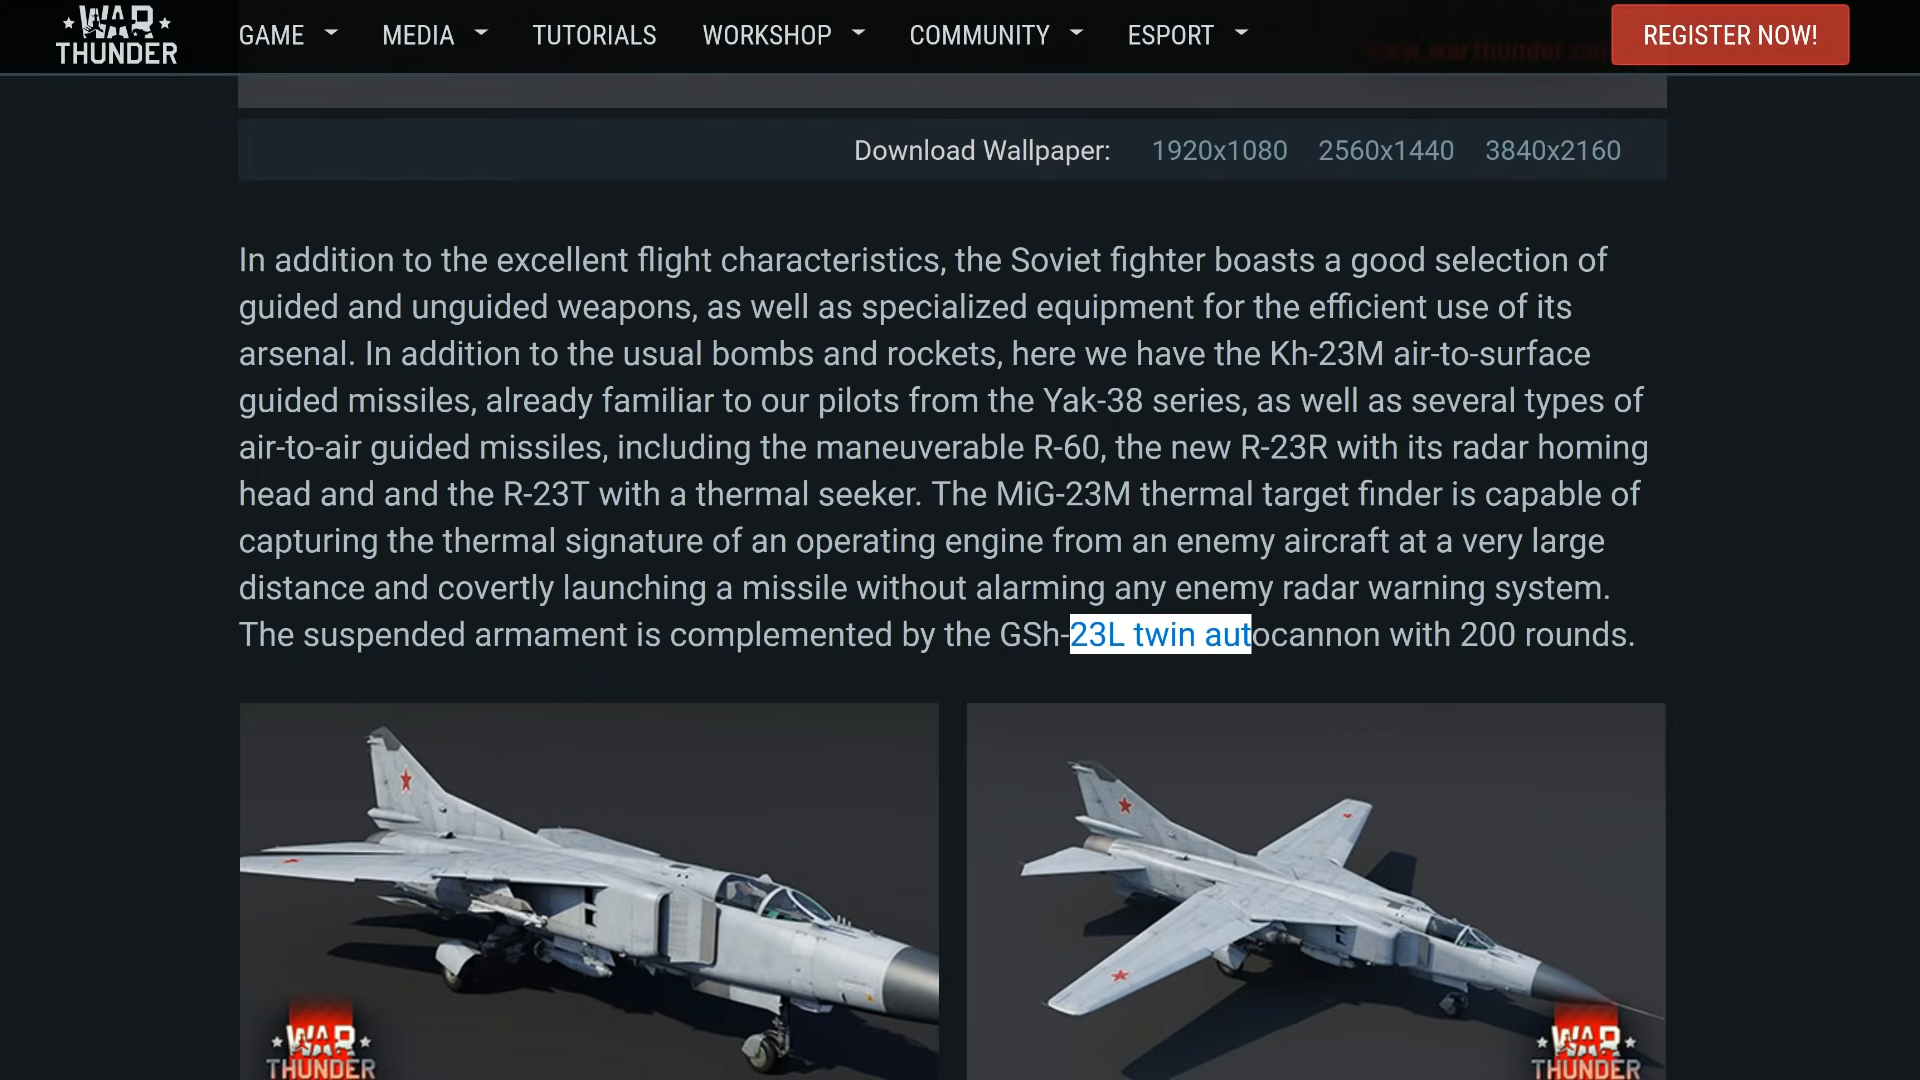 WAR THUNDER
GAME MEDIA TUTORIALS WORKSHOP COMMUNITY ESPORT
REGISTER NOW!
Download Wallpaper: 1920x1080 2560x1440 3840x2160
In addition to the excellent flight characteristics, the Soviet fighter boasts a good selection of
guided and unguided weapons, as well as specialized equipment for the efficient use of its
arsenal. In addition to the usual bombs and rockets, here we have the Kh-23M air-to-surface
guided missiles, already familiar to our pilots from the Yak-38 series, as well as several types of
air-to-air guided missiles, including the maneuverable R-60, the new R-23R with its radar homing
head and and the R-23T with a thermal seeker. The MiG-23M thermal target finder is capable of
capturing the thermal signature of an operating engine from an enemy aircraft at a very large
distance and covertly launching a missile without alarming any enemy radar warning system.
The suspended armament is complemented by the GSh-23L twin autocannon with 200 rounds.
WAR THUNDER
WAR THUNDER